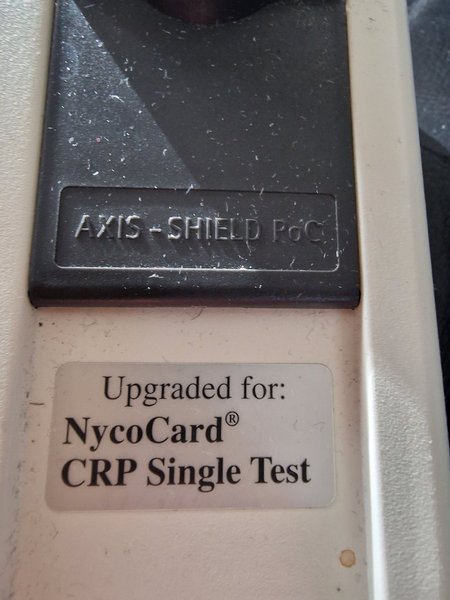 AXIS - SHIELD PoC
Upgraded for:
NycoCard®
CRP Single Test